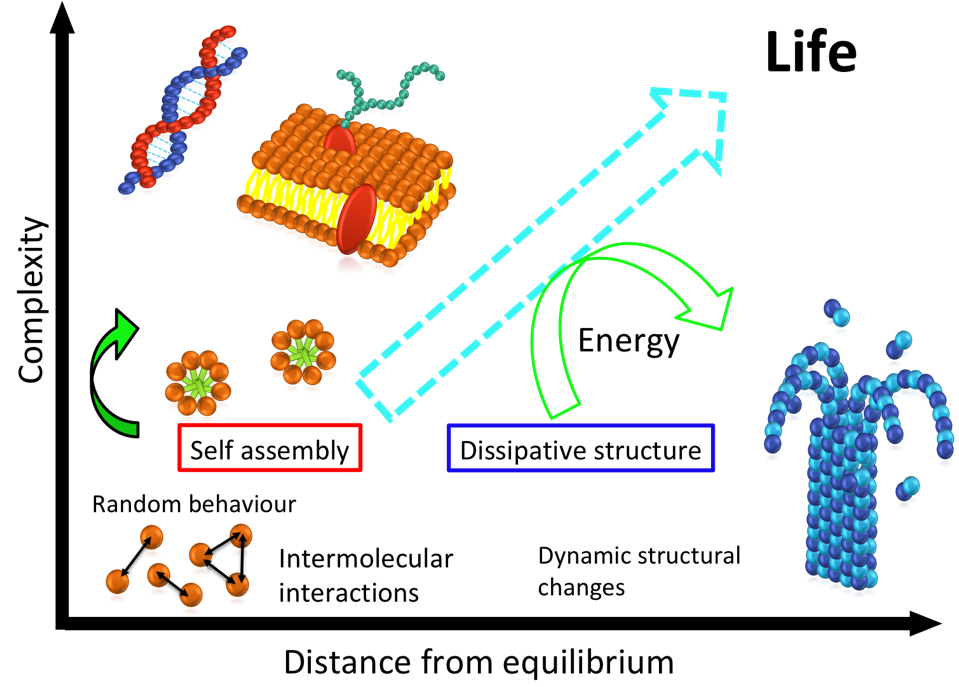 Life
Complexity
Energy
Self assembly
Dissipative structure
Random behaviour
Intermolecular
interactions
Dynamic structural
changes
Distance from equilibrium